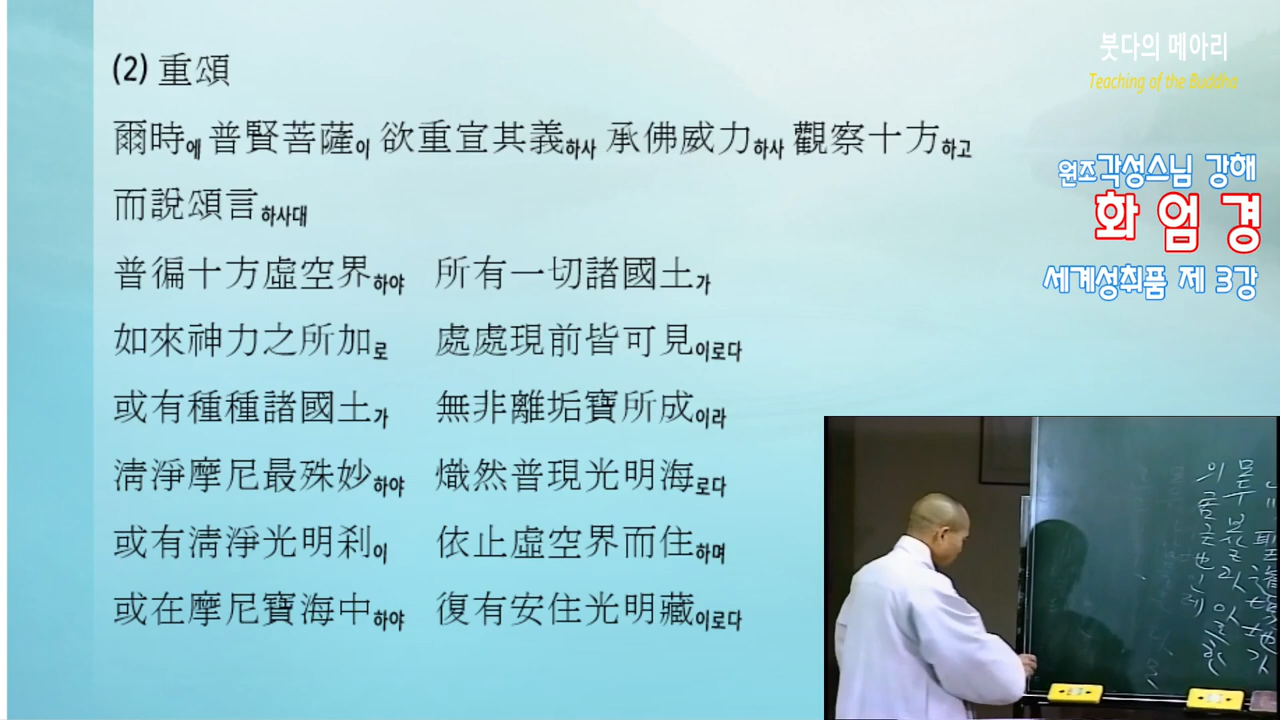 (2) 重頌
爾時에 普賢菩薩이 欲重宣其義하사 承佛威力하사 觀察十方하고
而說頌言하사대
普徧十方虛空界하야 所有一切諸國土가
如來神力之所加로 處處現前皆可見이로다
或有種種諸國土가 無非離垢寶所成이라
淸淨摩尼最殊妙하야 熾然普現光明海로다
或有淸淨光明刹이 依止虛空界而住하며
或在摩尼寶海中하야 復有安住光明藏이로다
붓다의 메아리
Teaching of the Buddha
원조각성스님 강해
화엄경
세계성취품 제 3강